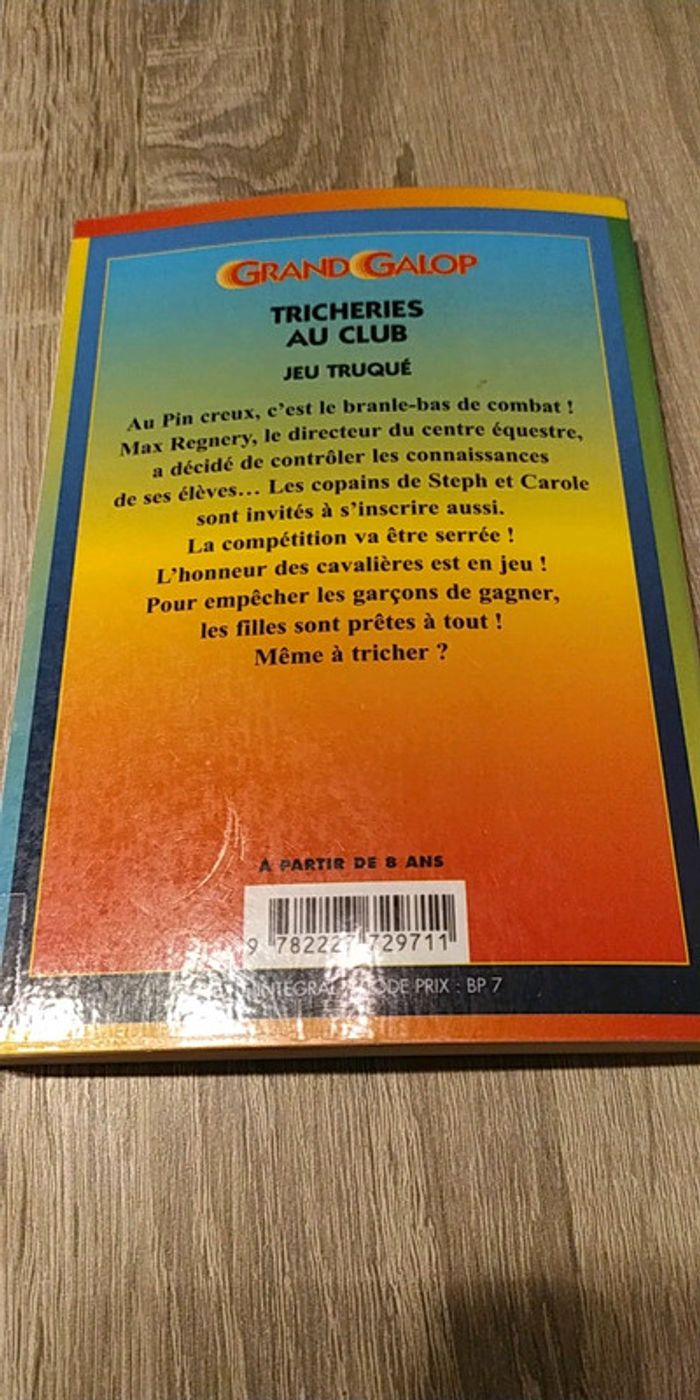 GRAND GALOP
TRICHERIES
AU CLUB
JEU TRUQUÉ
Au Pin creux, c'est le branle-bas de combat !
Max Regnery, le directeur du centre équestre,
a décidé de contrôler les connaissances
de ses élèves... Les copains de Steph et Carole
sont invités à s'inscrire aussi.
La compétition va être serrée !
L'honneur des cavalières est en jeu !
Pour empêcher les garçons de gagner,
les filles sont prêtes à tout !
Même à tricher ?
À PARTIR DE 8 ANS
9 782227 729711
INTÉGRAL CODE PRIX : BP 7